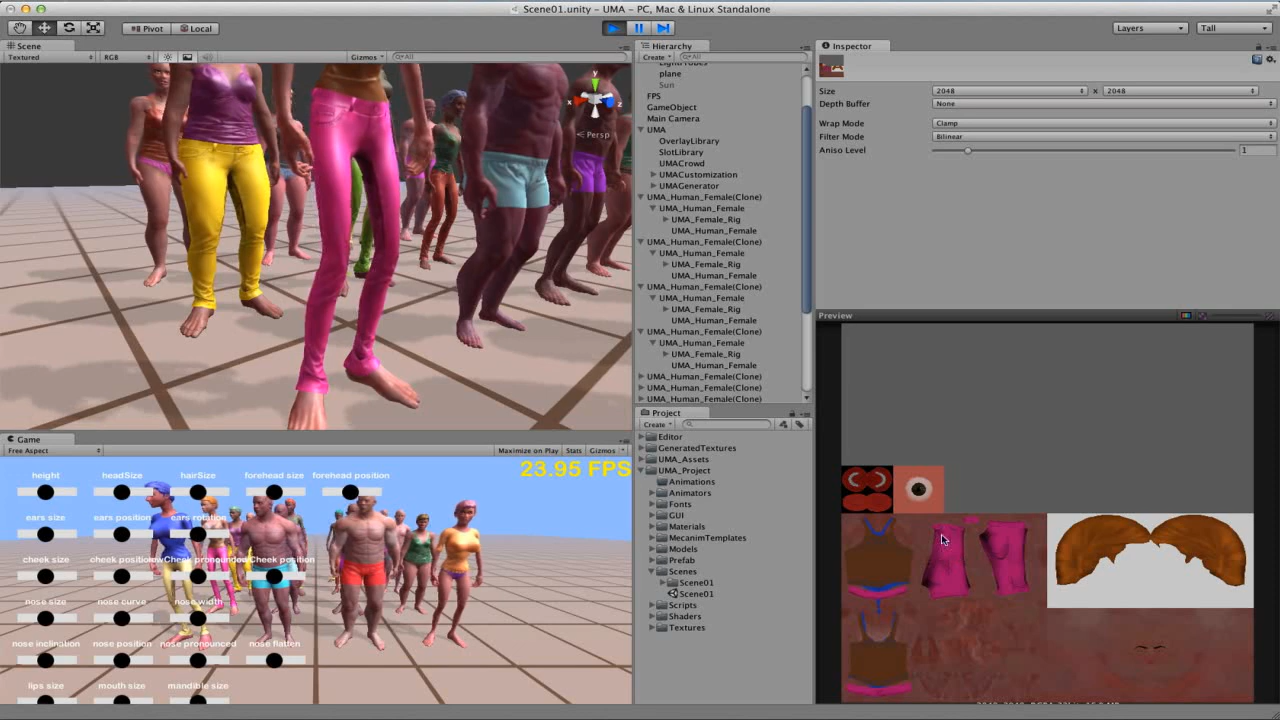 Scene01.unity - UMA - PC, Mac & Linux Standalone
Pivot Local
Layers Tall
Scene
Textured RGB Gizmos All
Persp
y
x
z
Hierarchy
Create All
plane
Sun
FPS
GameObject
Main Camera
UMA
OverlayLibrary
SlotLibrary
UMACrowd
UMACustomization
UMAGenerator
UMA_Human_Female(Clone)
UMA_Human_Female
UMA_Female_Rig
UMA_Human_Female
UMA_Human_Female(Clone)
UMA_Human_Female
UMA_Female_Rig
UMA_Human_Female
UMA_Human_Female(Clone)
UMA_Human_Female
UMA_Female_Rig
UMA_Human_Female
UMA_Human_Female(Clone)
UMA_Human_Female
UMA_Female_Rig
UMA_Human_Female
UMA_Human_Female(Clone)
UMA_Human_Female(Clone)
UMA_Human_Female(Clone)
Inspector
Size 2048 x 2048
Depth Buffer None
Wrap Mode Clamp
Filter Mode Bilinear
Aniso Level 1
Preview
Game
Free Aspect Maximize on Play Stats Gizmos
23.95 FPS
height headSize hairSize forehead size forehead position
ears size ears position ears rotation
cheek size cheek position Cheek position
nose size nose curve nose width
nose inclination nose position nose pronounced nose flatten
lips size mouth size mandible size
Project
Create
Editor
GeneratedTextures
UMA_Assets
UMA_Project
Animations
Animators
Fonts
GUI
Materials
MecanimTemplates
Models
Prefab
Scenes
Scene01
Scene01
Scripts
Shaders
Textures